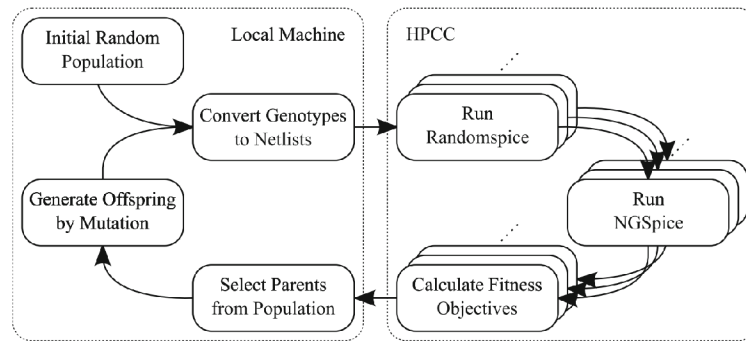 Local Machine
HPCC
Initial Random
Population
Convert Genotypes
to Netlists
Run
Randomspice
Run
NGSpice
Generate Offspring
by Mutation
Select Parents
from Population
Calculate Fitness
Objectives